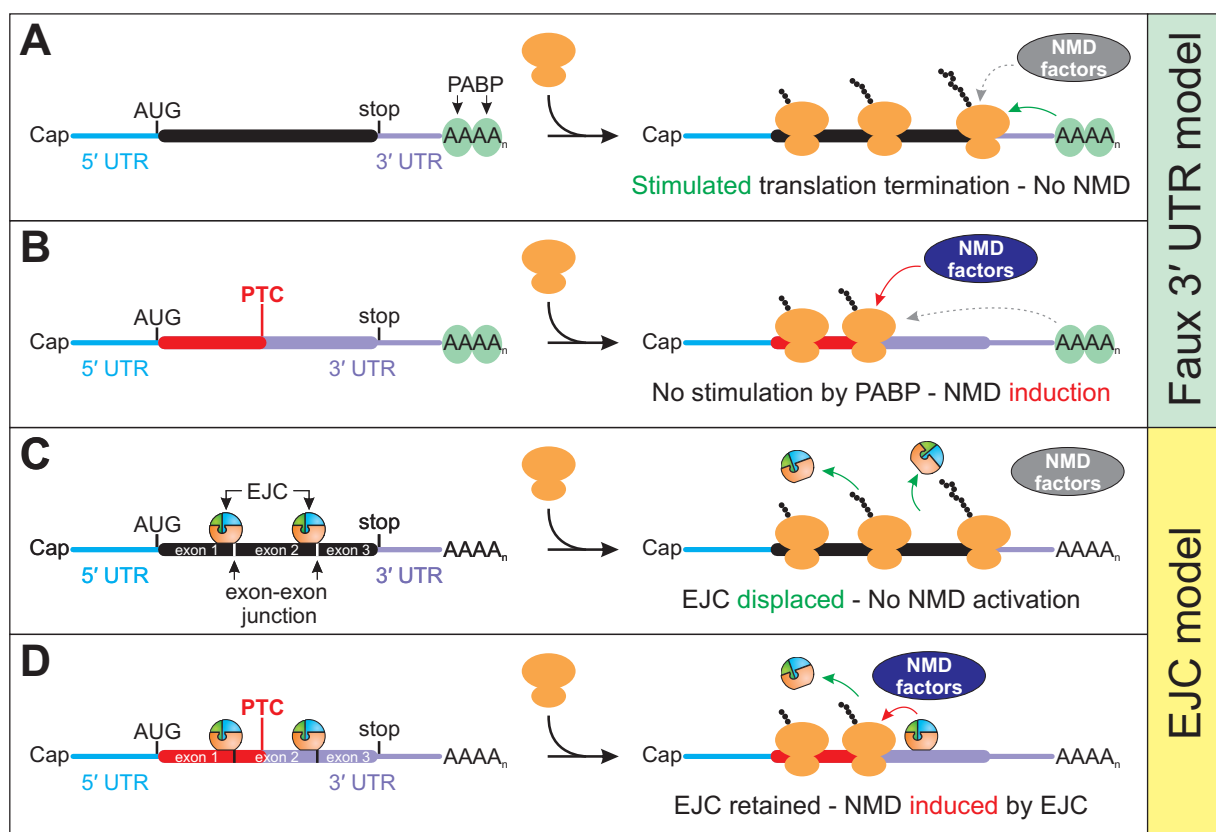 A
Cap
AUG
5′ UTR
stop
3′ UTR
PABP
AAAAn
Cap
NMD
factors
AAAAn
Stimulated translation termination - No NMD
B
Cap
AUG
5′ UTR
PTC
stop
3′ UTR
AAAAn
Cap
NMD
factors
AAAAn
No stimulation by PABP - NMD induction
Faux 3′ UTR model
C
Cap
AUG
5′ UTR
EJC
exon 1
exon 2
exon 3
exon-exon
junction
stop
3′ UTR
AAAAn
Cap
NMD
factors
AAAAn
EJC displaced - No NMD activation
D
Cap
AUG
5′ UTR
PTC
exon 1
exon 2
exon 3
stop
3′ UTR
AAAAn
Cap
NMD
factors
AAAAn
EJC retained - NMD induced by EJC
EJC model